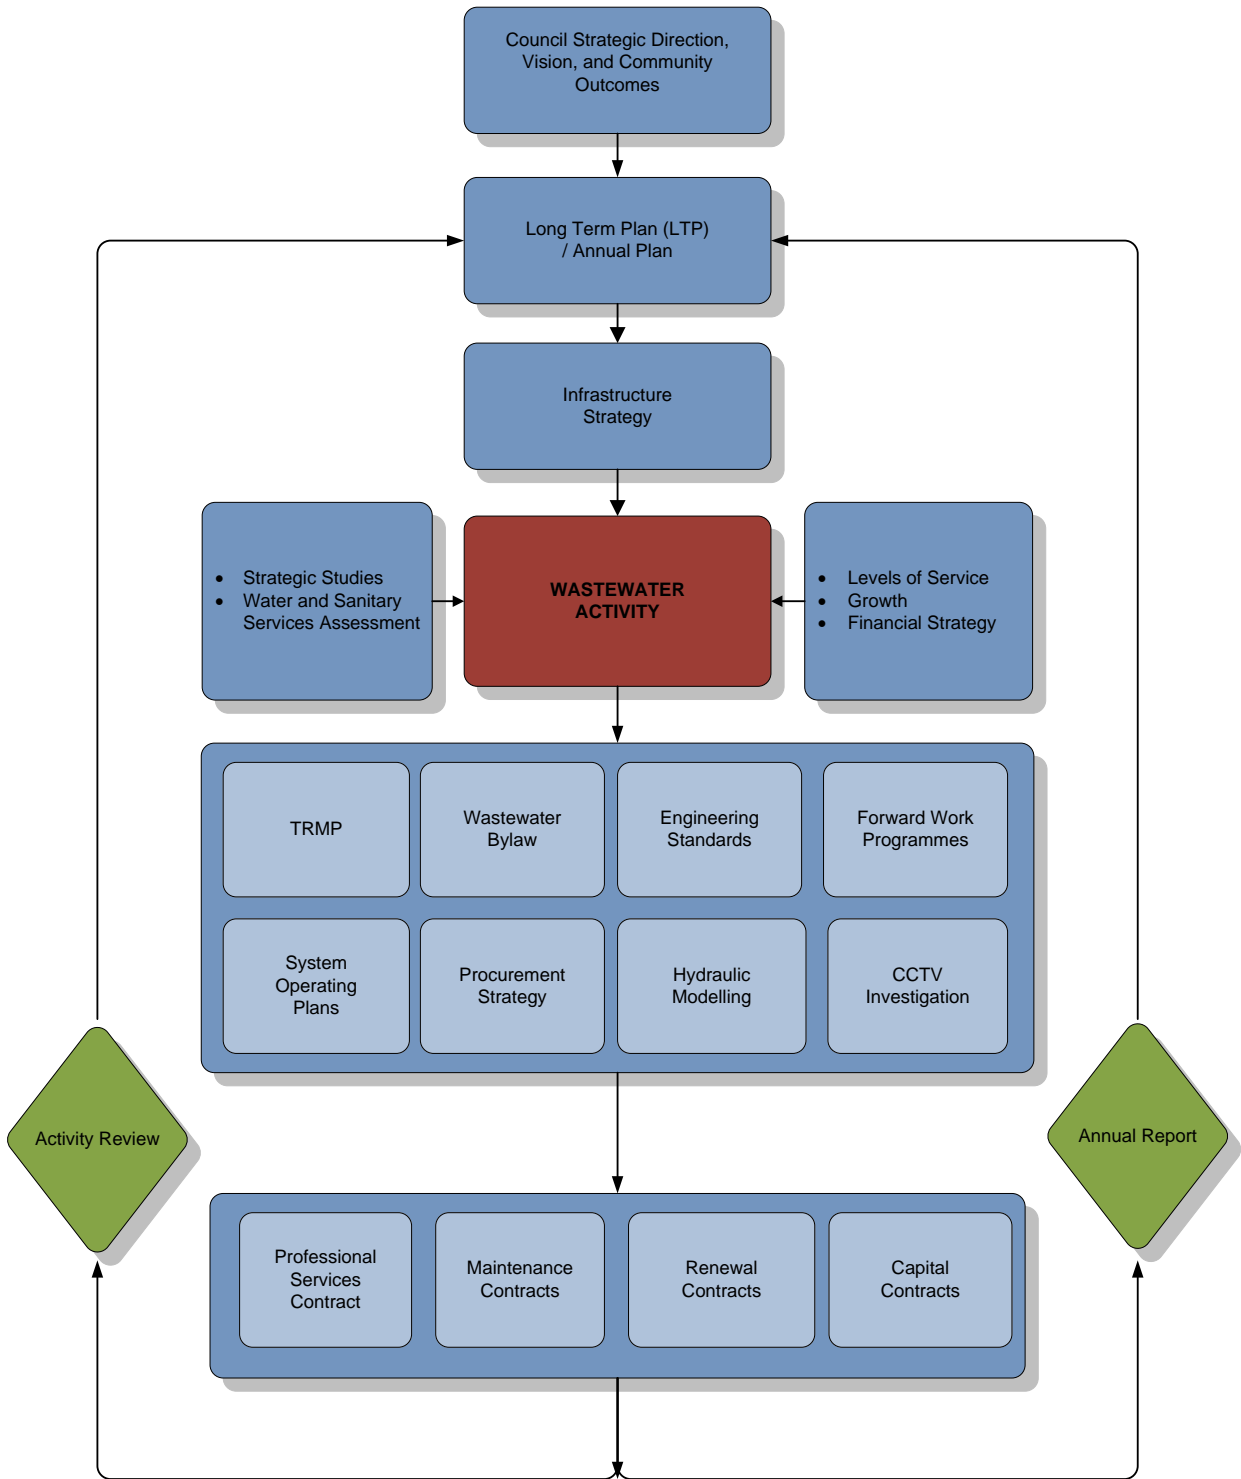 Council Strategic Direction,
Vision, and Community
Outcomes
Long Term Plan (LTP)
/ Annual Plan
Infrastructure
Strategy
• Strategic Studies
• Water and Sanitary
Services Assessment
WASTEWATER
ACTIVITY
• Levels of Service
• Growth
• Financial Strategy
TRMP
Wastewater
Bylaw
Engineering
Standards
Forward Work
Programmes
System
Operating
Plans
Procurement
Strategy
Hydraulic
Modelling
CCTV
Investigation
Activity Review
Annual Report
Professional
Services
Contract
Maintenance
Contracts
Renewal
Contracts
Capital
Contracts